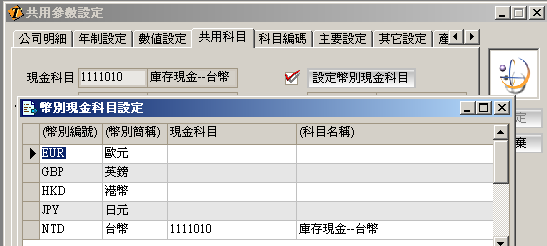 共用參數設定
公司明細 年制設定 數值設定 共用科目 科目編碼 主要設定 其它設定
現金科目 1111010 庫存現金--台幣 設定幣別現金科目
幣別現金科目設定
(幣別編號) (幣別簡稱) 現金科目 (科目名稱)
EUR 歐元
GBP 英鎊
HKD 港幣
JPY 日元
NTD 台幣 1111010 庫存現金--台幣
定
棄